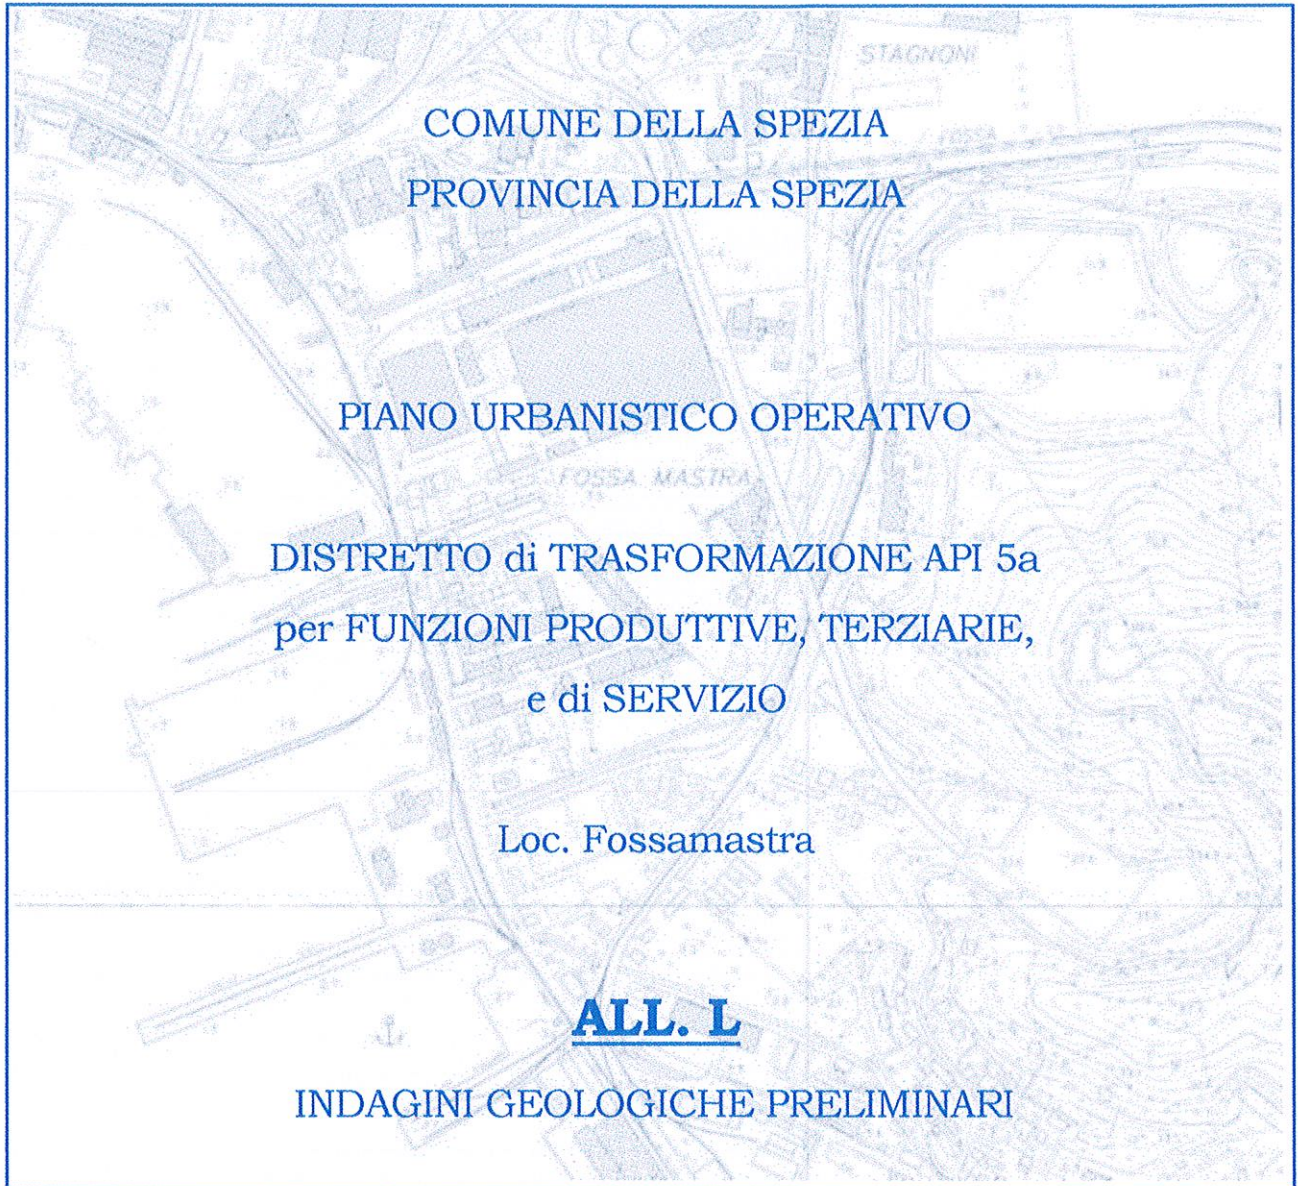 STAGNONI
COMUNE DELLA SPEZIA
FOSSA
PROVINCIA DELLA SPEZIA
PIANO URBANISTICO OPERATIVO
FOSSA MASTRA
DISTRETTO di TRASFORMAZIONE API 5a
per FUNZIONI PRODUTTIVE, TERZIARIE,
e di SERVIZIO
Loc. Fossamastra
ALL. L
INDAGINI GEOLOGICHE PRELIMINARI